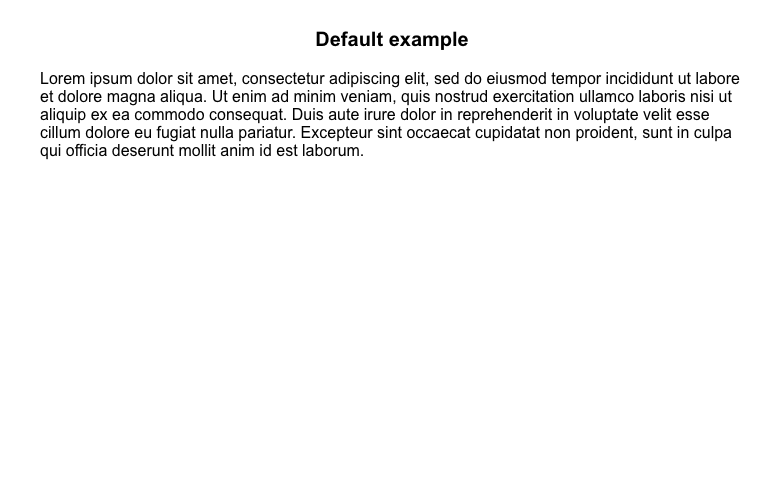 Default example
Lorem ipsum dolor sit amet, consectetur adipiscing elit, sed do eiusmod tempor incididunt ut labore
et dolore magna aliqua. Ut enim ad minim veniam, quis nostrud exercitation ullamco laboris nisi ut
aliquip ex ea commodo consequat. Duis aute irure dolor in reprehenderit in voluptate velit esse
cillum dolore eu fugiat nulla pariatur. Excepteur sint occaecat cupidatat non proident, sunt in culpa
qui officia deserunt mollit anim id est laborum.